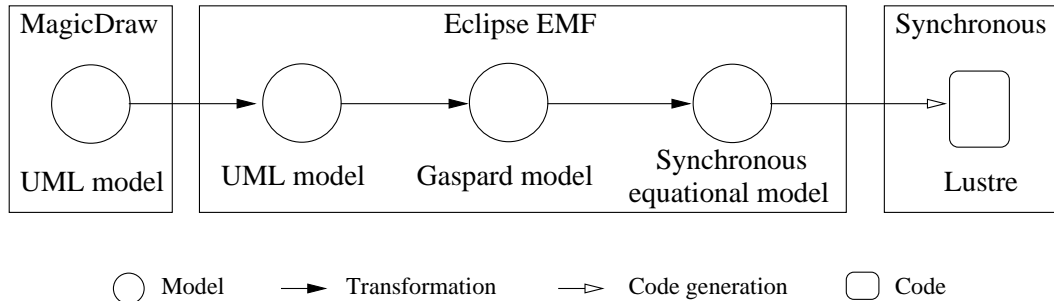 MagicDraw
Eclipse EMF
Synchronous
UML model
UML model
Gaspard model
Synchronous
equational model
Lustre
Model
Transformation
Code generation
Code